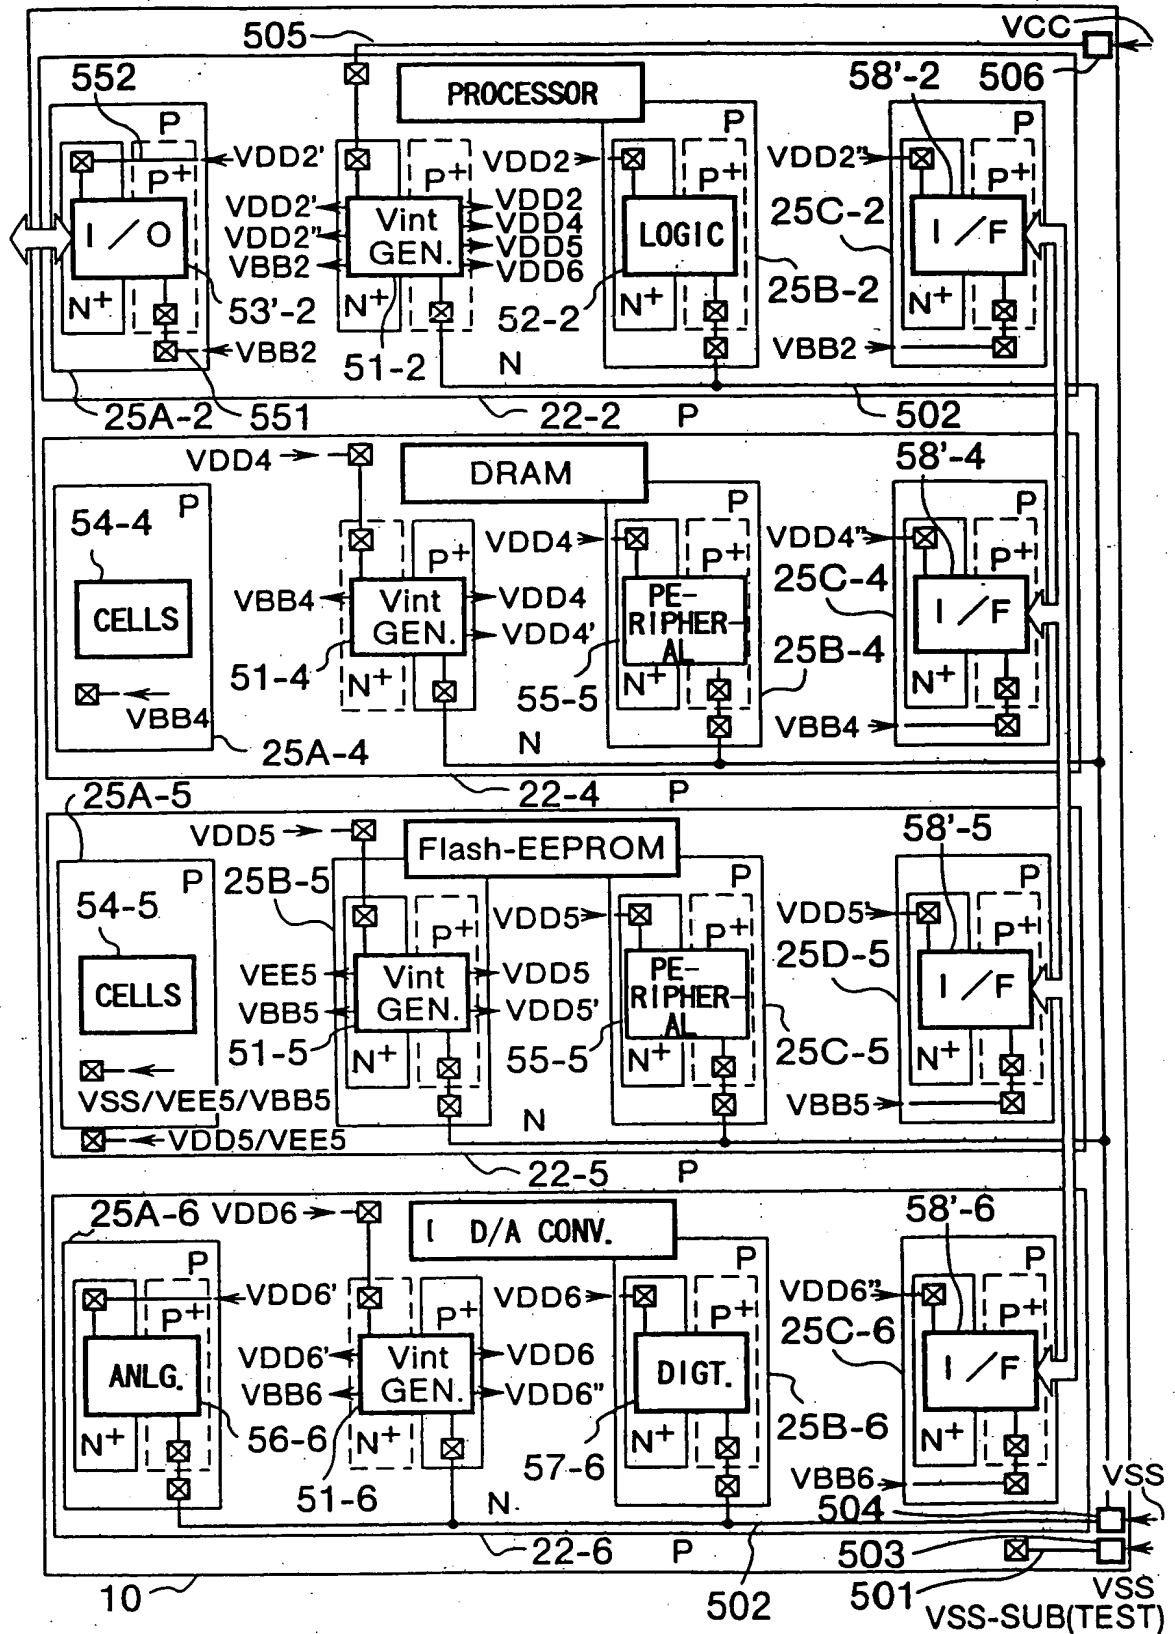 505
VCC
506
552
PROCESSOR
58'-2
P
P
VDD2'
P+
P+
VDD2
P+
VDD2"
P+
VDD2'
VDD2"
VBB2
Vint
GEN.
VDD2
VDD4
VDD5
VDD6
I/O
LOGIC
25C-2
I/F
N+
53'-2
N+
52-2
N+
25B-2
N+
VBB2
51-2
N
VBB2
25A-2
551
22-2
P
502
VDD4
DRAM
58'-4
P
P
54-4
P+
VDD4
P+
VDD4"
P+
CELLS
VBB4
Vint
GEN.
VDD4
VDD4'
PE-
RIPHER-
AL
25C-4
I/F
51-4
N+
55-5
N+
25B-4
N+
VBB4
N
VBB4
25A-4
25A-5
22-4
P
VDD5
Flash-EEPROM
58'-5
P
25B-5
P
P
54-5
P+
VDD5
P+
VDD5'
P+
CELLS
VEE5
VBB5
Vint
GEN.
VDD5
VDD5'
PE-
RIPHER-
AL
25D-5
I/F
51-5
N+
55-5
N+
25C-5
N+
VSS/VEE5/VBB5
N
VBB5
VDD5/VEE5
22-5
P
25A-6
VDD6
I D/A CONV.
58'-6
P
P
P
VDD6'
P+
P+
VDD6
P+
VDD6"
P+
ANLG.
VDD6'
VBB6
Vint
GEN.
VDD6
VDD6"
DIGT.
25C-6
I/F
N+
56-6
N+
57-6
N+
25B-6
N+
51-6
N
VBB6
VSS
504
22-6
P
503
10
502
501
VSS
VSS-SUB(TEST)